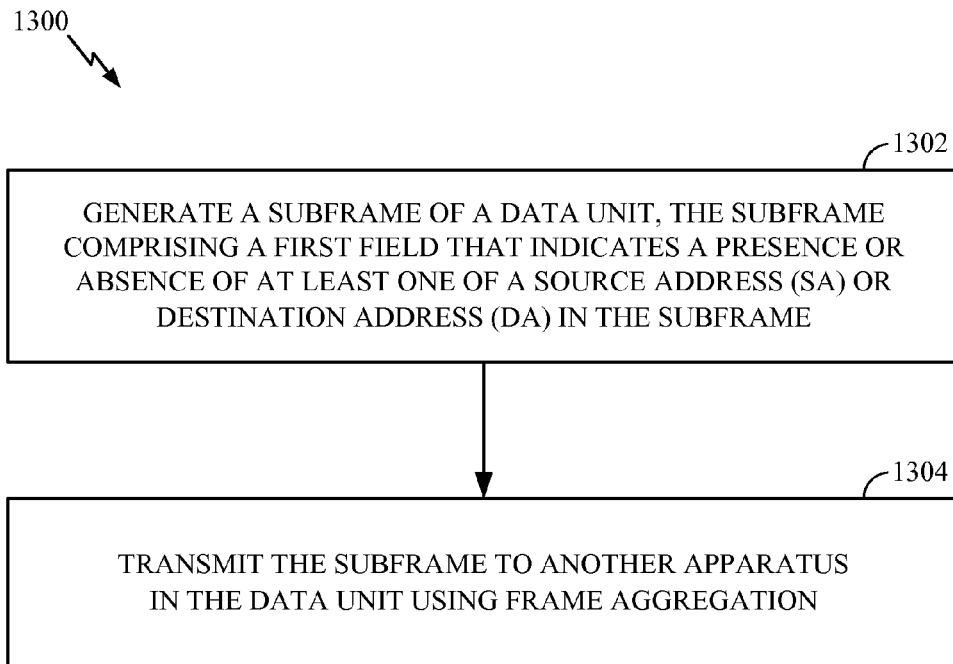 1300
1302
GENERATE A SUBFRAME OF A DATA UNIT, THE SUBFRAME
COMPRISING A FIRST FIELD THAT INDICATES A PRESENCE OR
ABSENCE OF AT LEAST ONE OF A SOURCE ADDRESS (SA) OR
DESTINATION ADDRESS (DA) IN THE SUBFRAME
1304
TRANSMIT THE SUBFRAME TO ANOTHER APPARATUS
IN THE DATA UNIT USING FRAME AGGREGATION